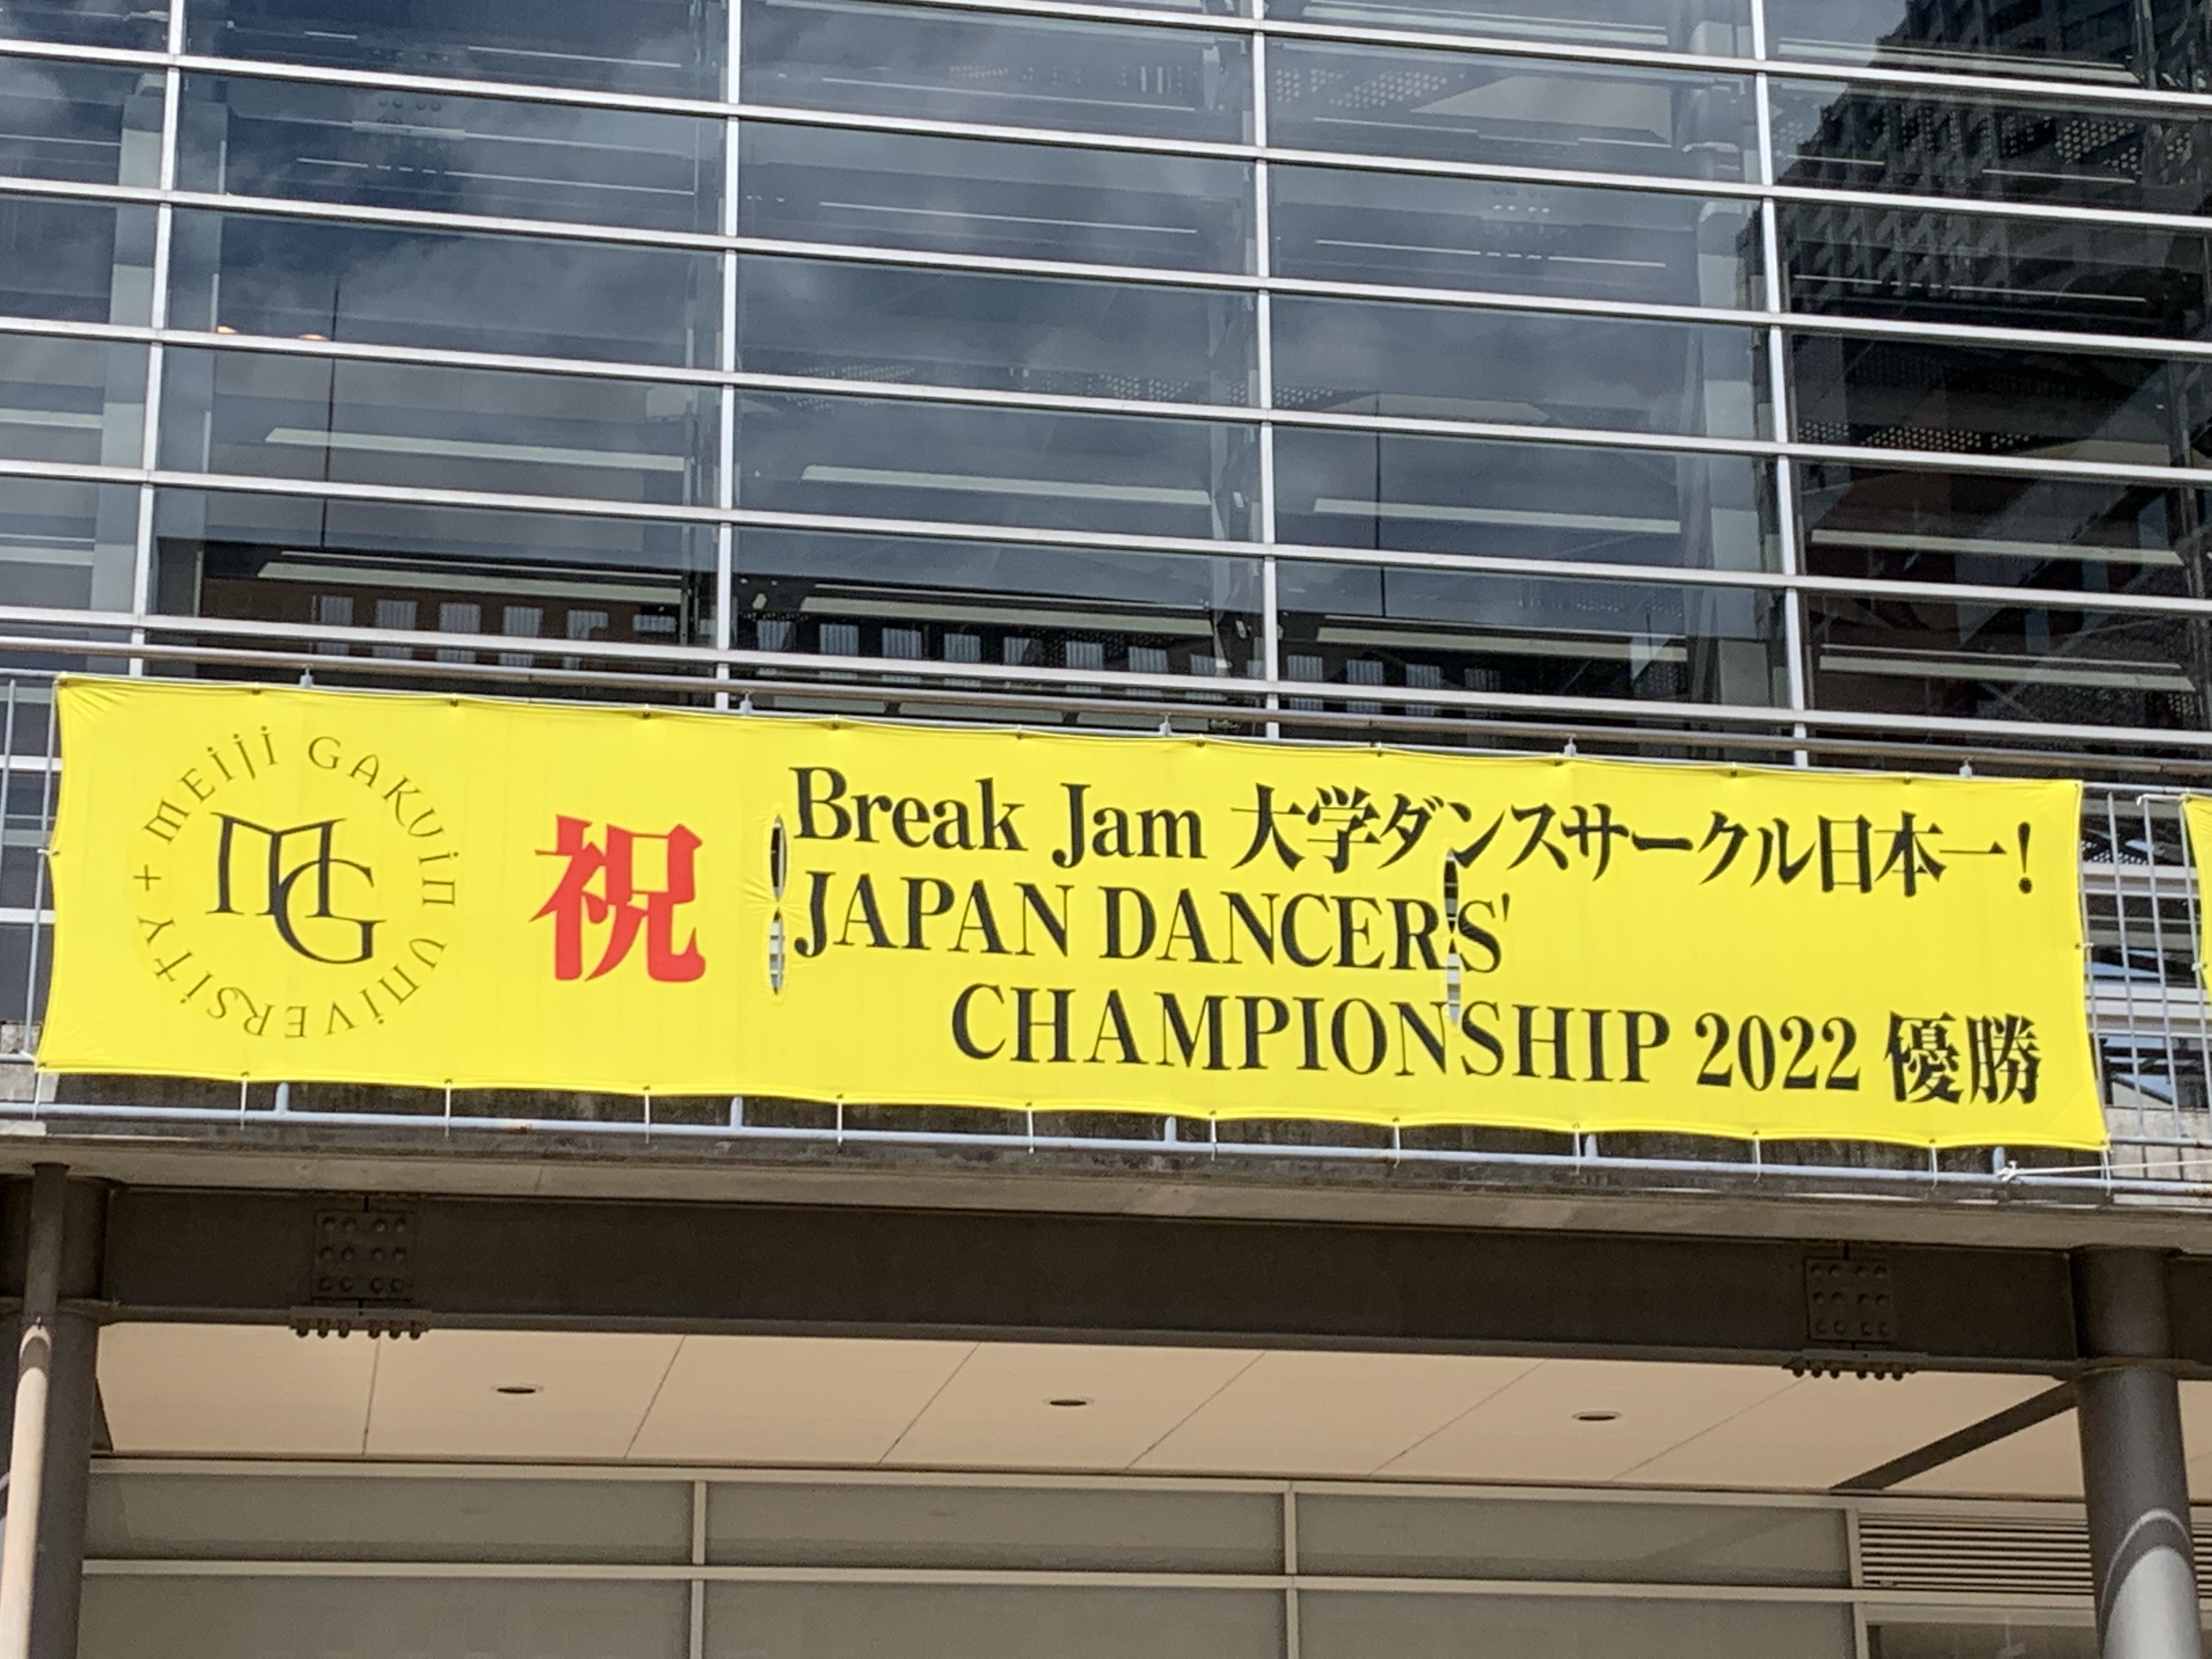 MEIJI GAKUIN UNIVERSITY +
MG
祝
Break Jam 大学ダンスサークル日本一!
JAPAN DANCERS'
CHAMPIONSHIP 2022 優勝